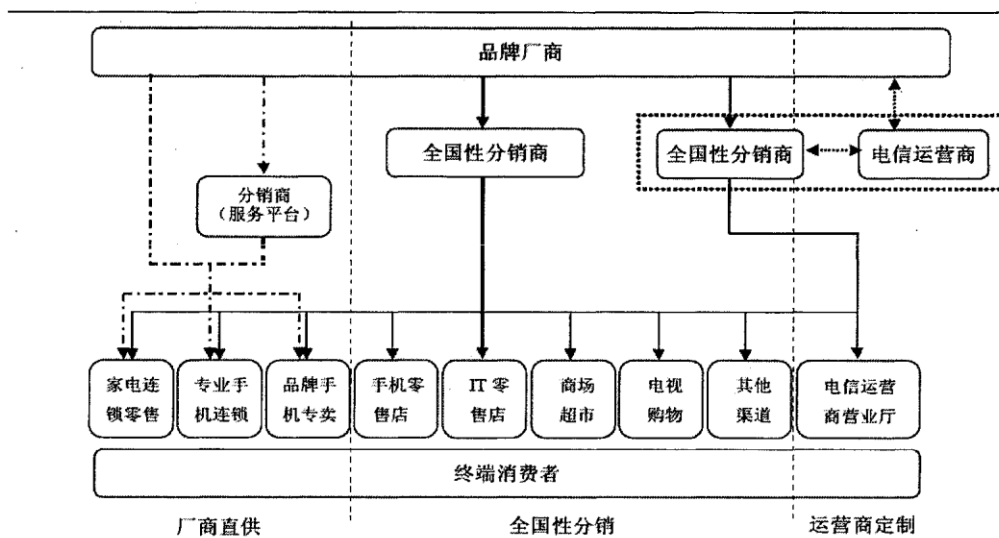 品牌厂商
全国性分销商
全国性分销商
电信运营商
分销商
（服务平台）
家电连
锁零售
专业手
机连锁
品牌手
机专卖
手机零
售店
IT 零
售店
商场
超市
电视
购物
其他
渠道
电信运营
商营业厅
终端消费者
厂商直供
全国性分销
运营商定制